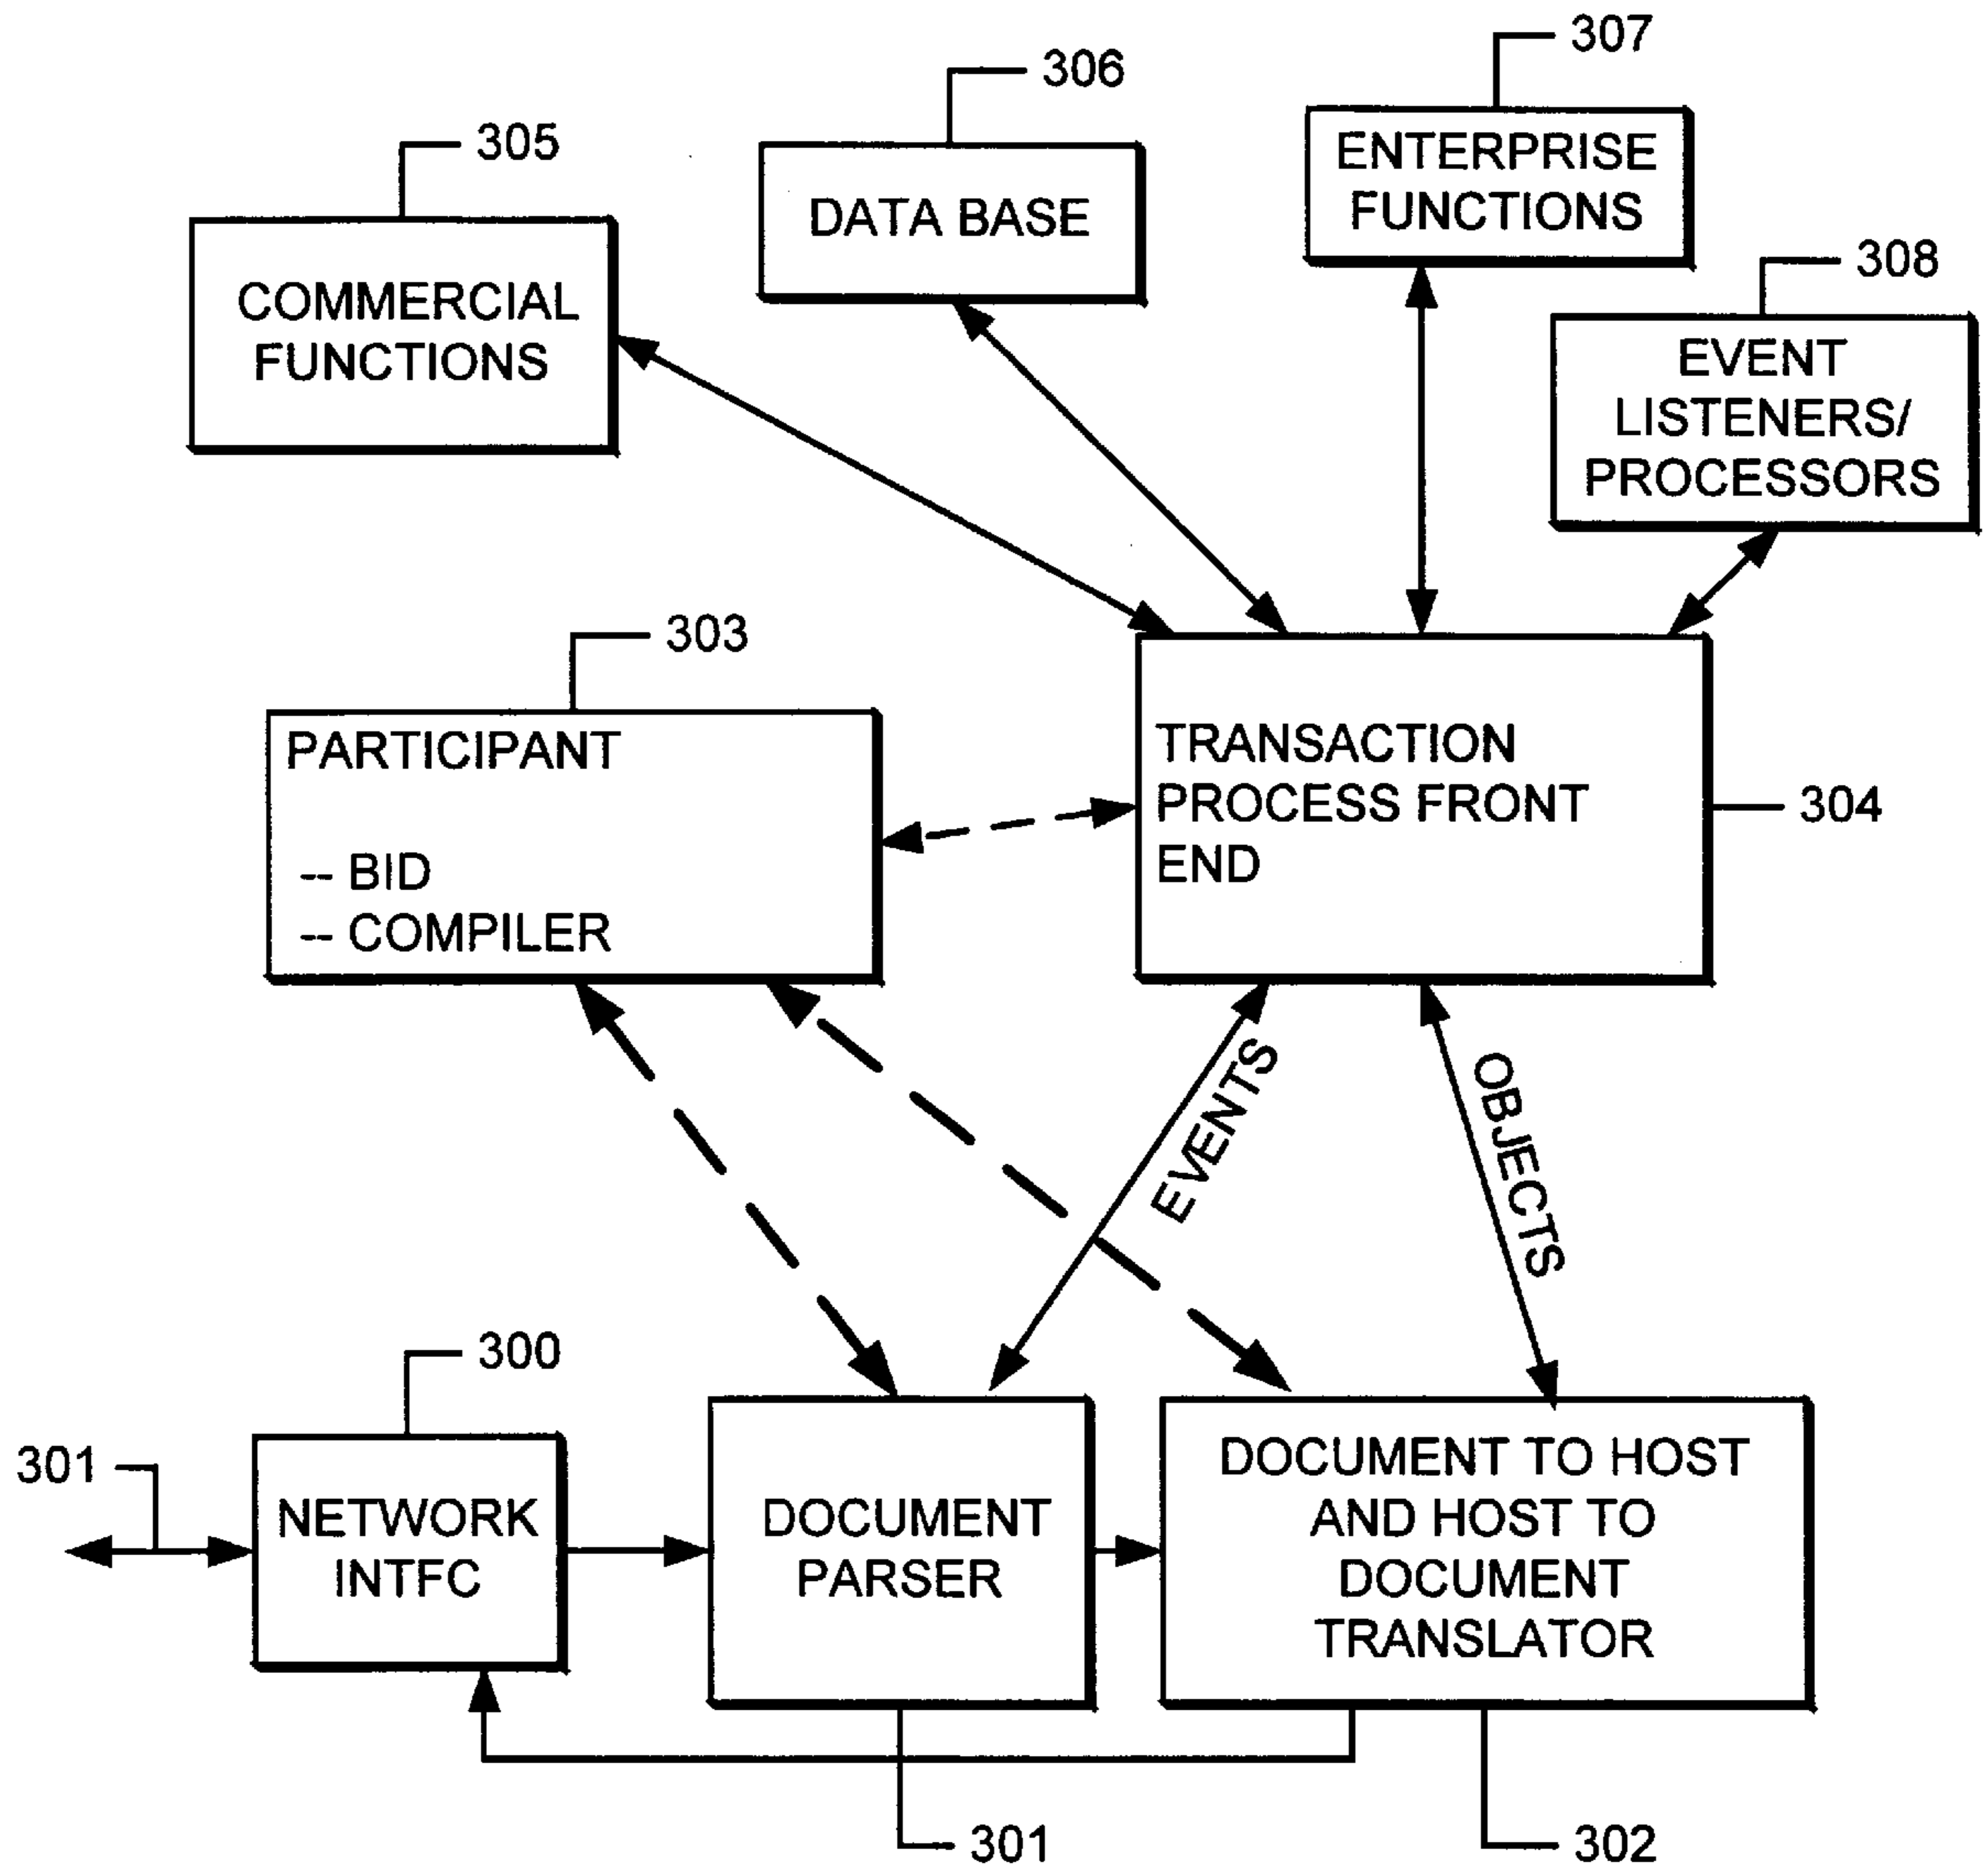 307
306
305
ENTERPRISE
FUNCTIONS
DATA BASE
308
COMMERCIAL
FUNCTIONS
EVENT
LISTENERS/
PROCESSORS
303
PARTICIPANT
-- BID
-- COMPILER
TRANSACTION
PROCESS FRONT
END
304
EVENTS
OBJECTS
300
301
NETWORK
INTFC
DOCUMENT
PARSER
DOCUMENT TO HOST
AND HOST TO
DOCUMENT
TRANSLATOR
301
302